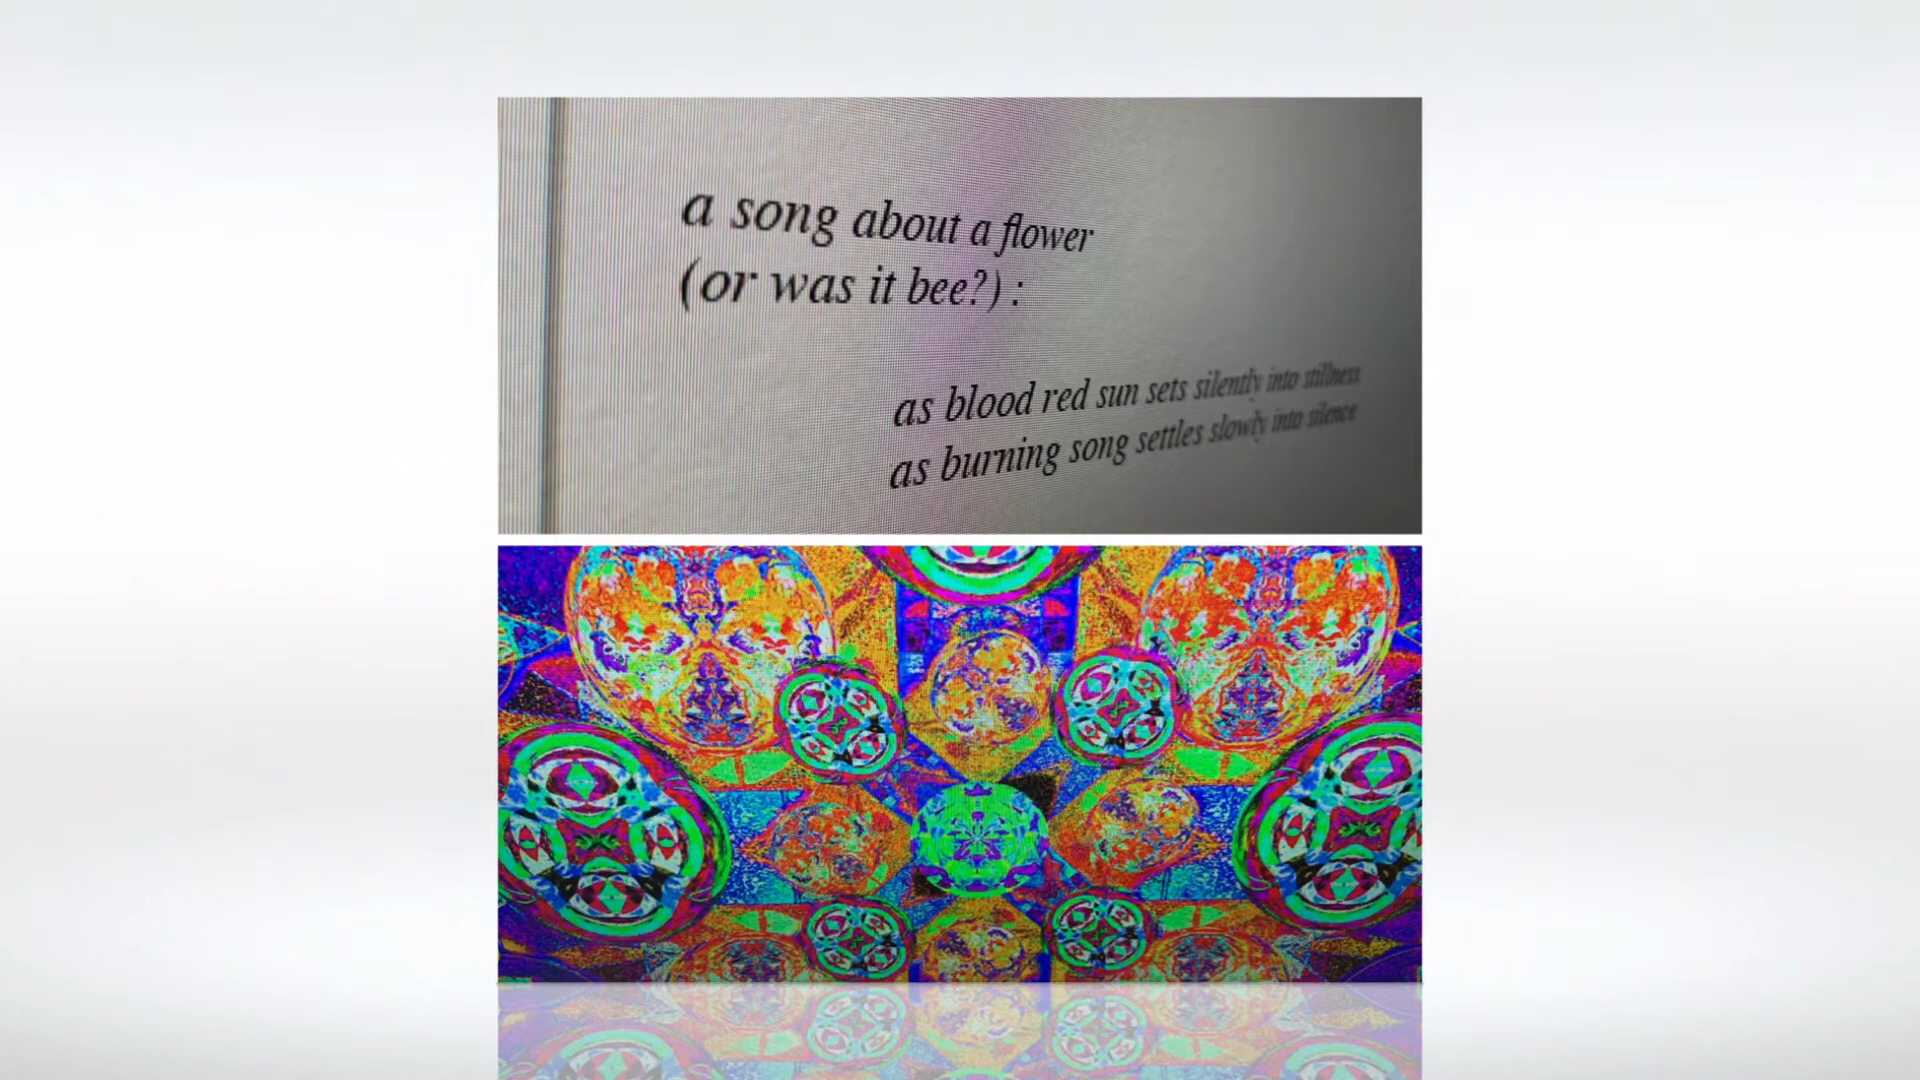 a song about a flower
(or was it bee?) :
as blood red sun sets silently into stillness
as burning song settles slowly into silence